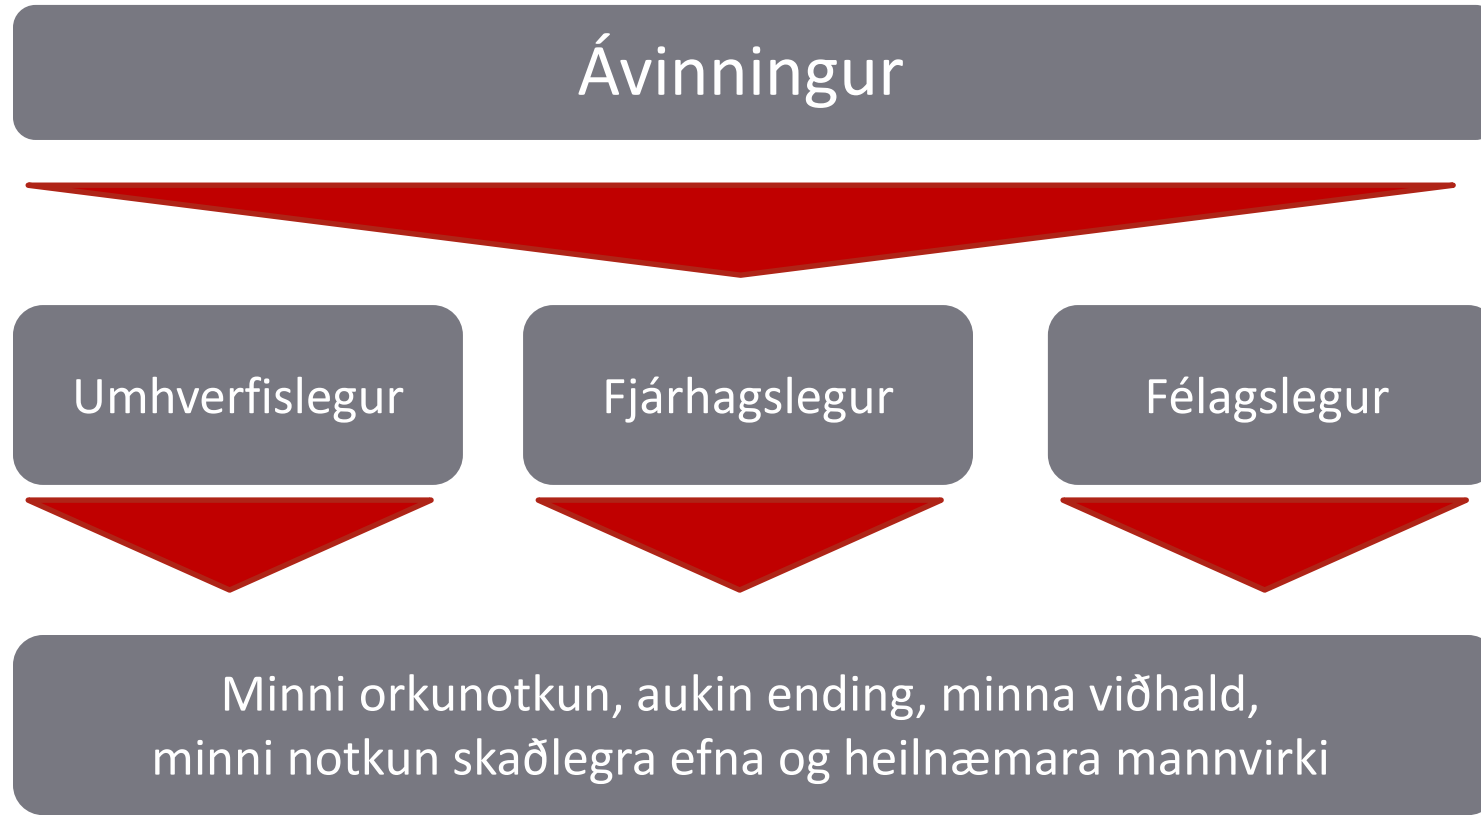 Ávinningur
Umhverfislegur
Fjárhagslegur
Félagslegur
Minni orkunotkun, aukin ending, minna viðhald,
minni notkun skaðlegra efna og heilnæmara mannvirki